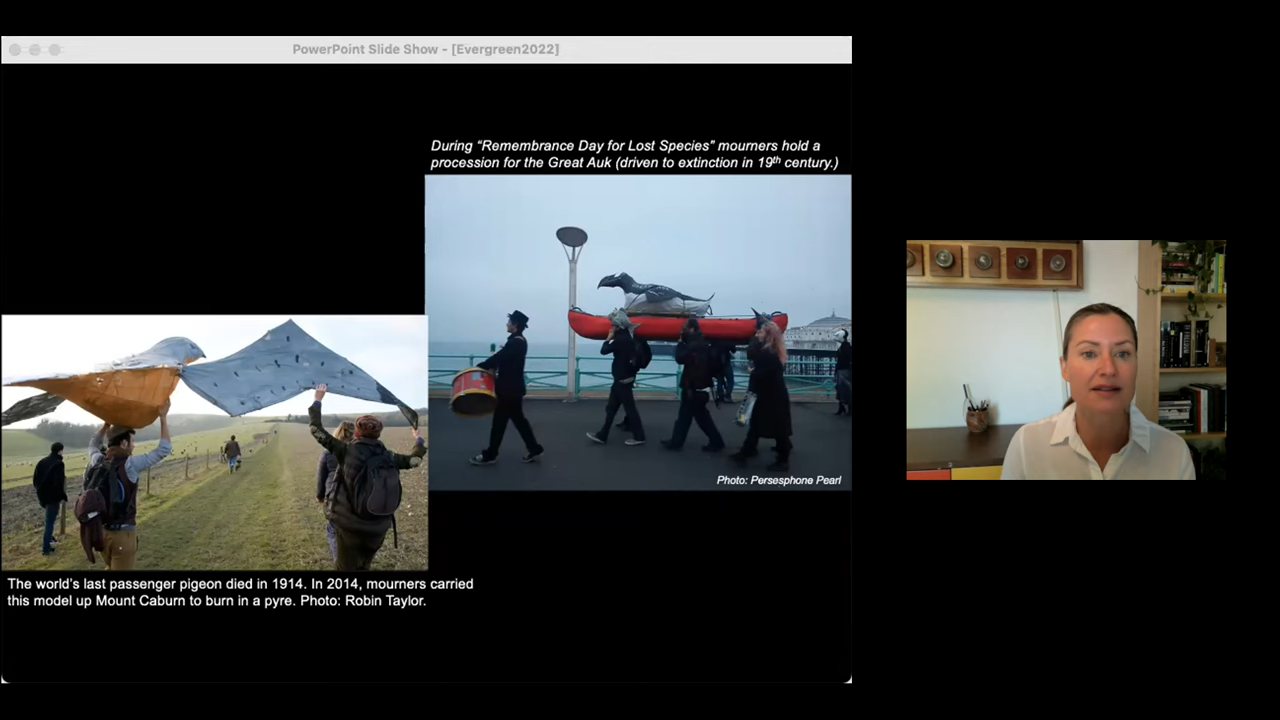 PowerPoint Slide Show - [Evergreen2022]
During “Remembrance Day for Lost Species” mourners hold a
procession for the Great Auk (driven to extinction in 19th century.)
Photo: Persesphone Pearl
The world’s last passenger pigeon died in 1914. In 2014, mourners carried
this model up Mount Caburn to burn in a pyre. Photo: Robin Taylor.